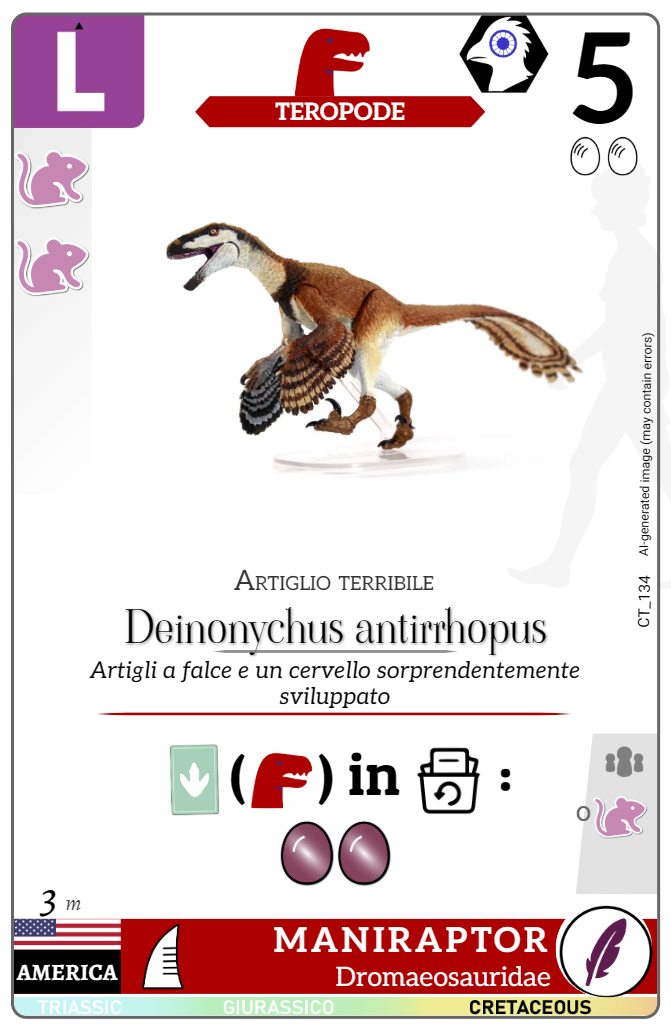 L
TEROPODE
5
AI-generated image (may contain errors)
CT_134
Artiglio terribile
Deinonychus antirrhopus
Artigli a falce e un cervello sorprendentemente
sviluppato
( ) in :
o
3 m
AMERICA
MANIRAPTOR
Dromaeosauridae
TRIASSIC GIURASSICO CRETACEOUS